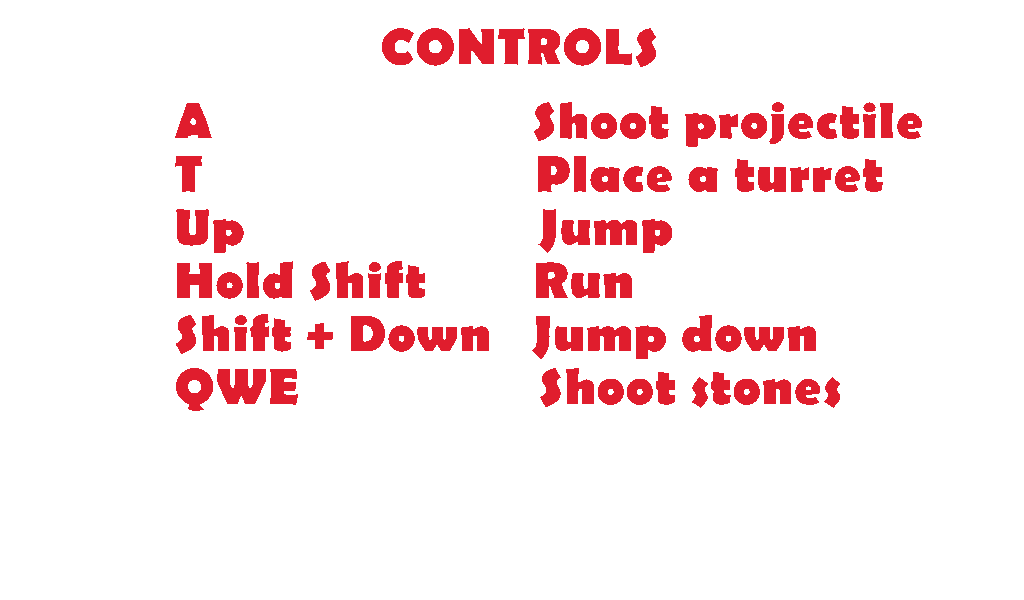 CONTROLS
A Shoot projectile
T Place a turret
Up Jump
Hold Shift Run
Shift + Down Jump down
QWE Shoot stones